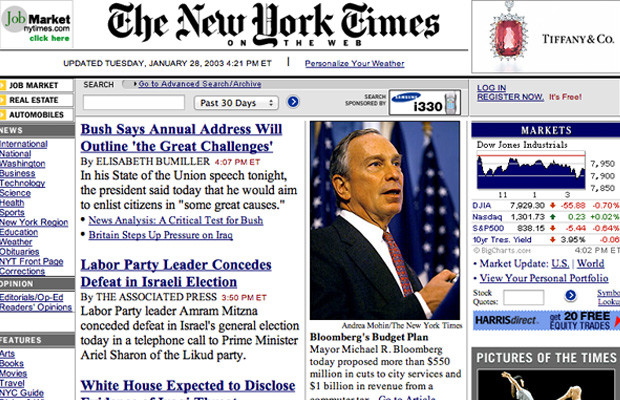 Job Market
nytimes.com
click here
The New York Times
ON THE WEB
TIFFANY & CO.
UPDATED TUESDAY, JANUARY 28, 2003 4:21 PM ET | Personalize Your Weather
JOB MARKET
REAL ESTATE
AUTOMOBILES
SEARCH Go to Advanced Search/Archive
Past 30 Days
SEARCH
SPONSORED BY
SAMSUNG
i330
LOG IN
REGISTER NOW. It's Free!
NEWS
International
National
Washington
Business
Technology
Science
Health
Sports
New York Region
Education
Weather
Obituaries
NYT Front Page
Corrections
OPINION
Editorials/Op-Ed
Readers' Opinions
FEATURES
Arts
Books
Movies
Travel
NYC Guide
Bush Says Annual Address Will
Outline 'the Great Challenges'
By ELISABETH BUMILLER 4:07 PM ET
In his State of the Union speech tonight,
the president said today that he would aim
to enlist citizens in "some great causes."
• News Analysis: A Critical Test for Bush
• Britain Steps Up Pressure on Iraq
Labor Party Leader Concedes
Defeat in Israeli Election
By THE ASSOCIATED PRESS 3:50 PM ET
Labor Party leader Amram Mitzna
conceded defeat in Israel's general election
today in a telephone call to Prime Minister
Ariel Sharon of the Likud party.
White House Expected to Disclose
Evidence of Iraqi
Andrea Mohin/The New York Times
Bloomberg's Budget Plan
Mayor Michael R. Bloomberg
today proposed more than $550
million in cuts to city services and
$1 billion in revenue from a
commuter Go to Article
MARKETS
Dow Jones Industrials
7,950
7,900
7,850
11 1 3
DJIA 7,929.30 -55.88 -0.70%
Nasdaq 1,301.73 0.23 +0.02%
S&P500 838.15 -5.44 -0.64%
10yr Tres. Yield 3.95% -0.06
© BigCharts.com 4:02 PM ET
• Market Update: U.S. | World
• View Your Personal Portfolio
Stock
Quotes:
HARRISdirect. get 20 FREE
EQUITY TRADES
PICTURES OF THE TIMES